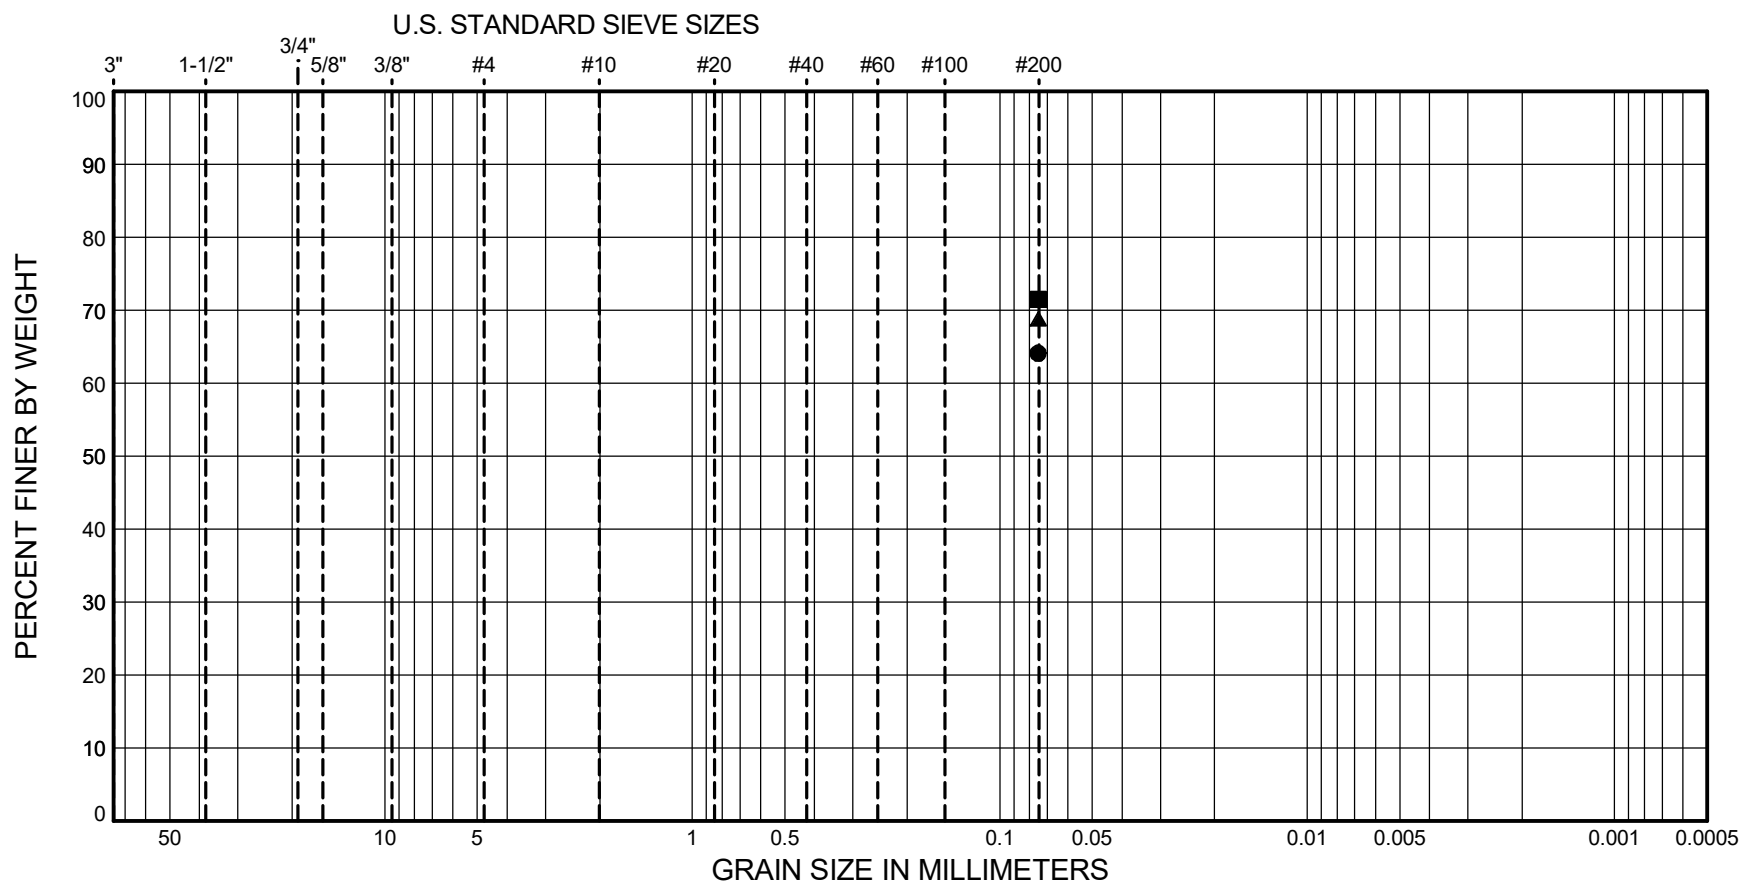 U.S. STANDARD SIEVE SIZES
3/4"
3" 1-1/2" 5/8" 3/8" #4 #10 #20 #40 #60 #100 #200
100
90
80
70
60
50
40
30
20
10
0
PERCENT FINER BY WEIGHT
50 10 5 1 0.5 0.1 0.05 0.01 0.005 0.001 0.0005
GRAIN SIZE IN MILLIMETERS